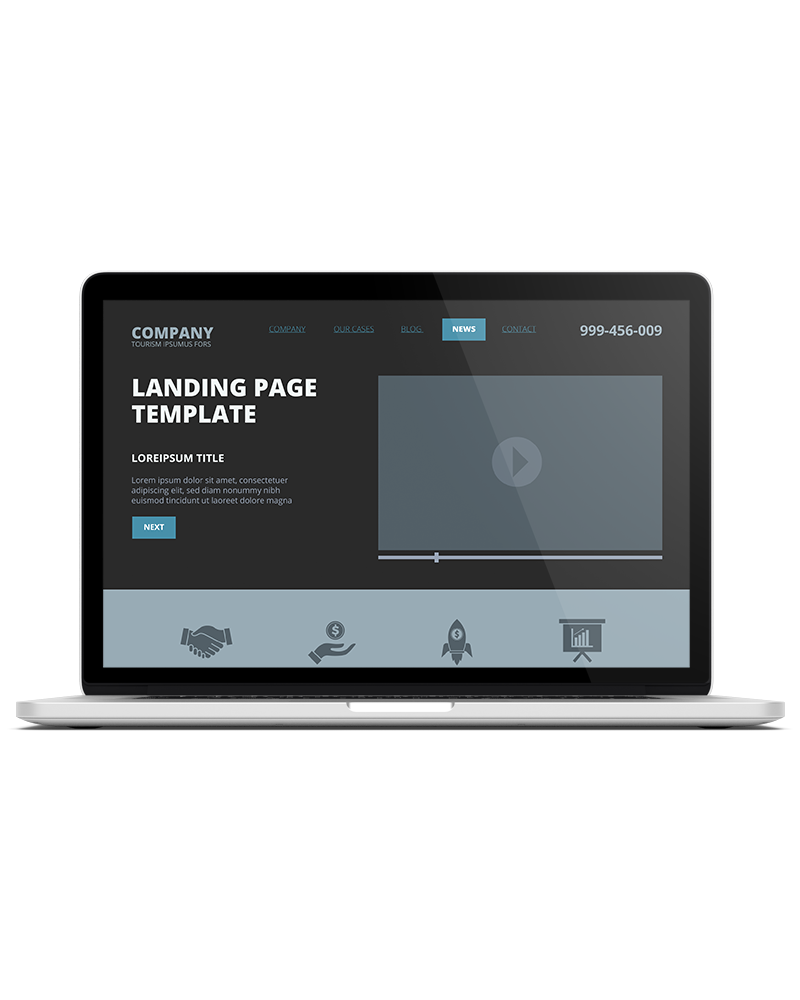 COMPANY
TOURISM IPSUMUS FORS
COMPANY
OUR CASES
BLOG
NEWS
CONTACT
999-456-009
LANDING PAGE
TEMPLATE
LOREIPSUM TITLE
Lorem ipsum dolor sit amet, consectetuer
adipiscing elit, sed diam nonummy nibh
euismod tincidunt ut laoreet dolore magna
NEXT
$
$